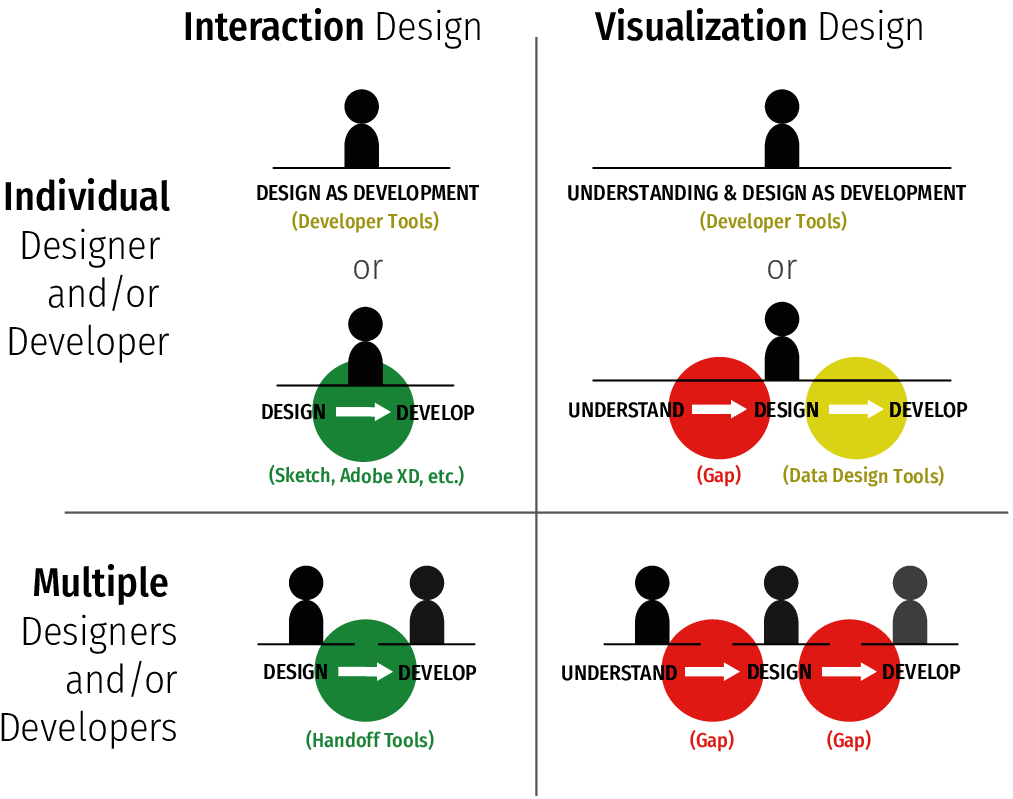 Interaction Design
Visualization Design
Individual
Designer
and/or
Developer
DESIGN AS DEVELOPMENT
(Developer Tools)
or
DESIGN DEVELOP
(Sketch, Adobe XD, etc.)
UNDERSTANDING & DESIGN AS DEVELOPMENT
(Developer Tools)
or
UNDERSTAND DESIGN DEVELOP
(Gap) (Data Design Tools)
Multiple
Designers
and/or
Developers
DESIGN DEVELOP
(Handoff Tools)
UNDERSTAND DESIGN DEVELOP
(Gap) (Gap)